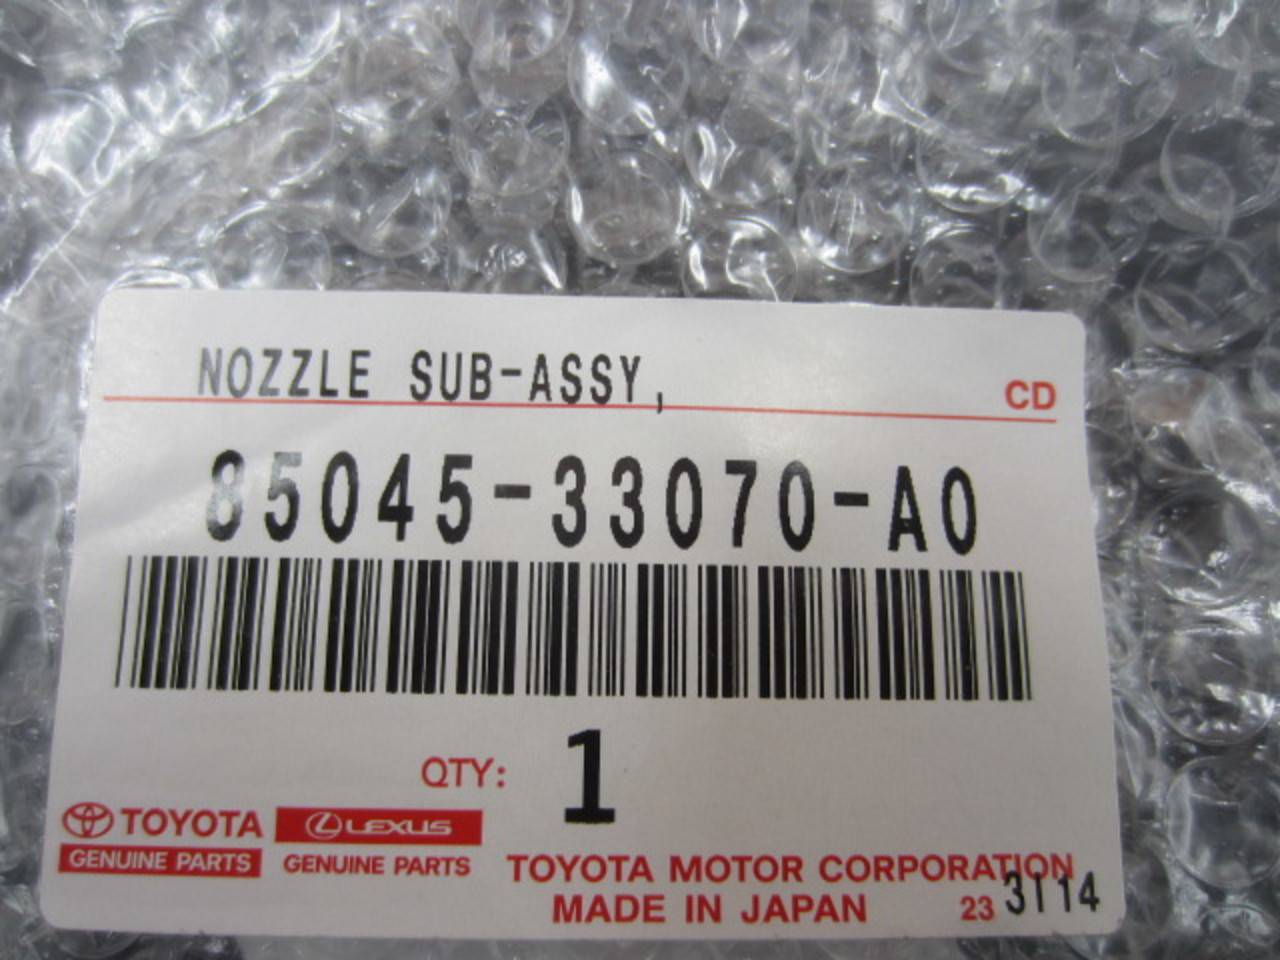 NOZZLE SUB-ASSY,
CD
85045-33070-A0
QTY: 1
TOYOTA LEXUS
GENUINE PARTS GENUINE PARTS
TOYOTA MOTOR CORPORATION
MADE IN JAPAN 23 3114